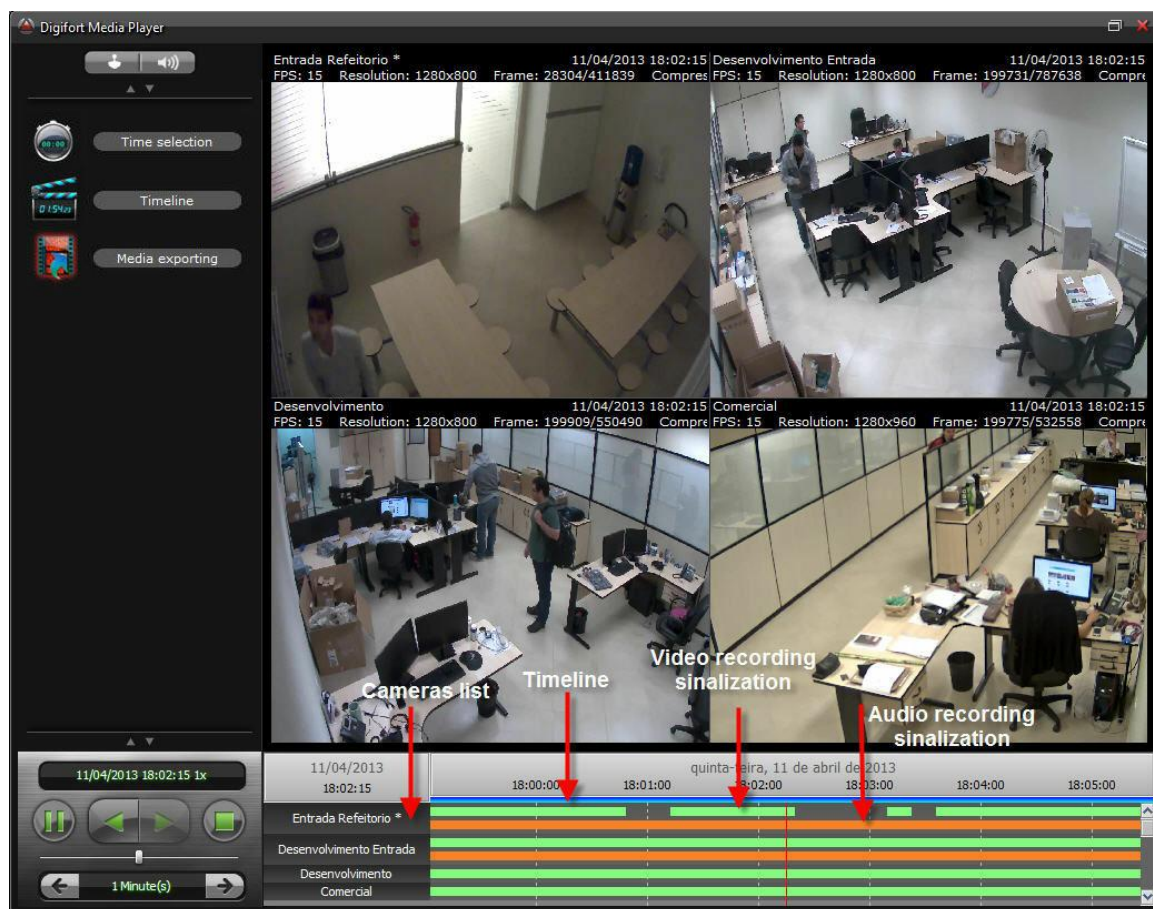 Digifort Media Player
Time selection
00:00
Timeline
Media exporting
Entrada Refeitorio * 11/04/2013 18:02:15
FPS: 15 Resolution: 1280x800 Frame: 28304/411839 Compres
Desenvolvimento Entrada 11/04/2013 18:02:15
FPS: 15 Resolution: 1280x800 Frame: 199731/787638 Compre
Desenvolvimento 11/04/2013 18:02:15
FPS: 15 Resolution: 1280x800 Frame: 199909/550490 Compre
Comercial 11/04/2013 18:02:15
FPS: 15 Resolution: 1280x960 Frame: 199775/532558 Compre
Cameras list
Timeline
Video recording
sinalization
Audio recording
sinalization
11/04/2013 18:02:15 1x
1 Minute(s)
11/04/2013
18:02:15
quinta-feira, 11 de abril de 2013
18:00:00 18:01:00 18:02:00 18:03:00 18:04:00 18:05:00
Entrada Refeitorio *
Desenvolvimento Entrada
Desenvolvimento
Comercial